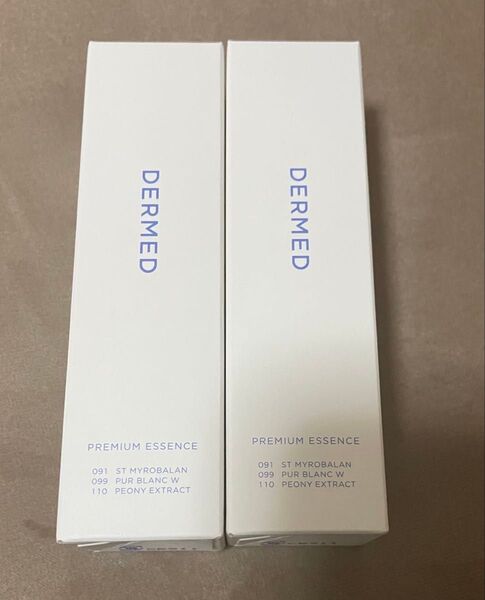 DERMED
PREMIUM ESSENCE
091 ST MYROBALAN
099 PUR BLANC W
110 PEONY EXTRACT
DERMED
PREMIUM ESSENCE
091 ST MYROBALAN
099 PUR BLANC W
110 PEONY EXTRACT